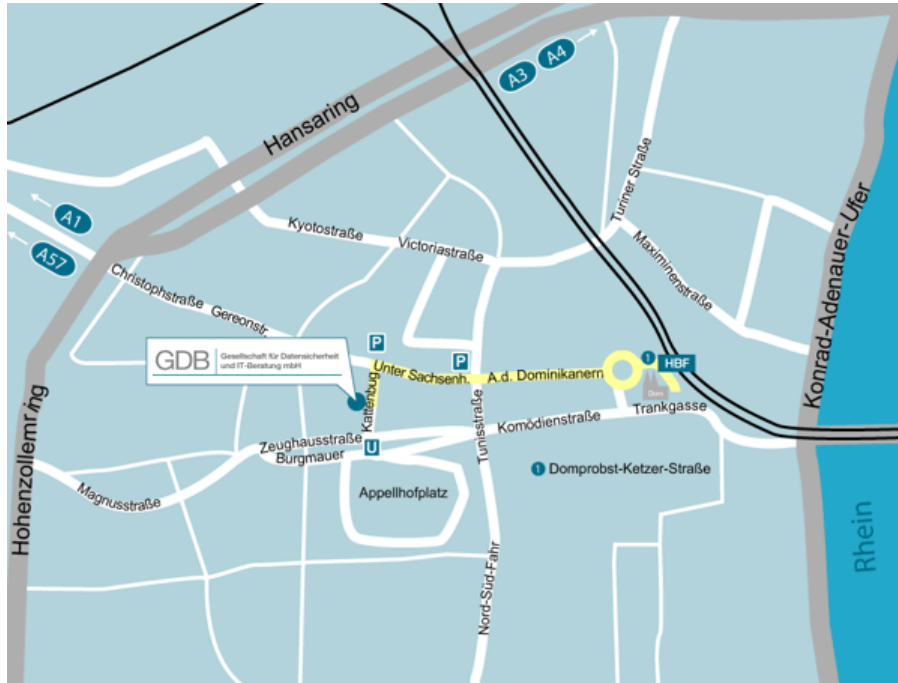 Hansaring
A3
A4
A1
A57
Kyotostraße
Victoriastraße
Turiner Straße
Maximinenstraße
Konrad-Adenauer-Ufer
Christophstraße
Gereonstr.
GDB
Gesellschaft für Datensicherheit
und IT-Beratung mbH
P
P
1
HBF
Dom
Unter Sachsenh.
A.d. Dominikanern
Kattenbug
Trankgasse
Komödienstraße
Zeughausstraße
Burgmauer
U
Tunisstraße
Hohenzollernring
Magnusstraße
Appellhofplatz
1 Domprobst-Ketzer-Straße
Nord-Süd-Fahr
Rhein